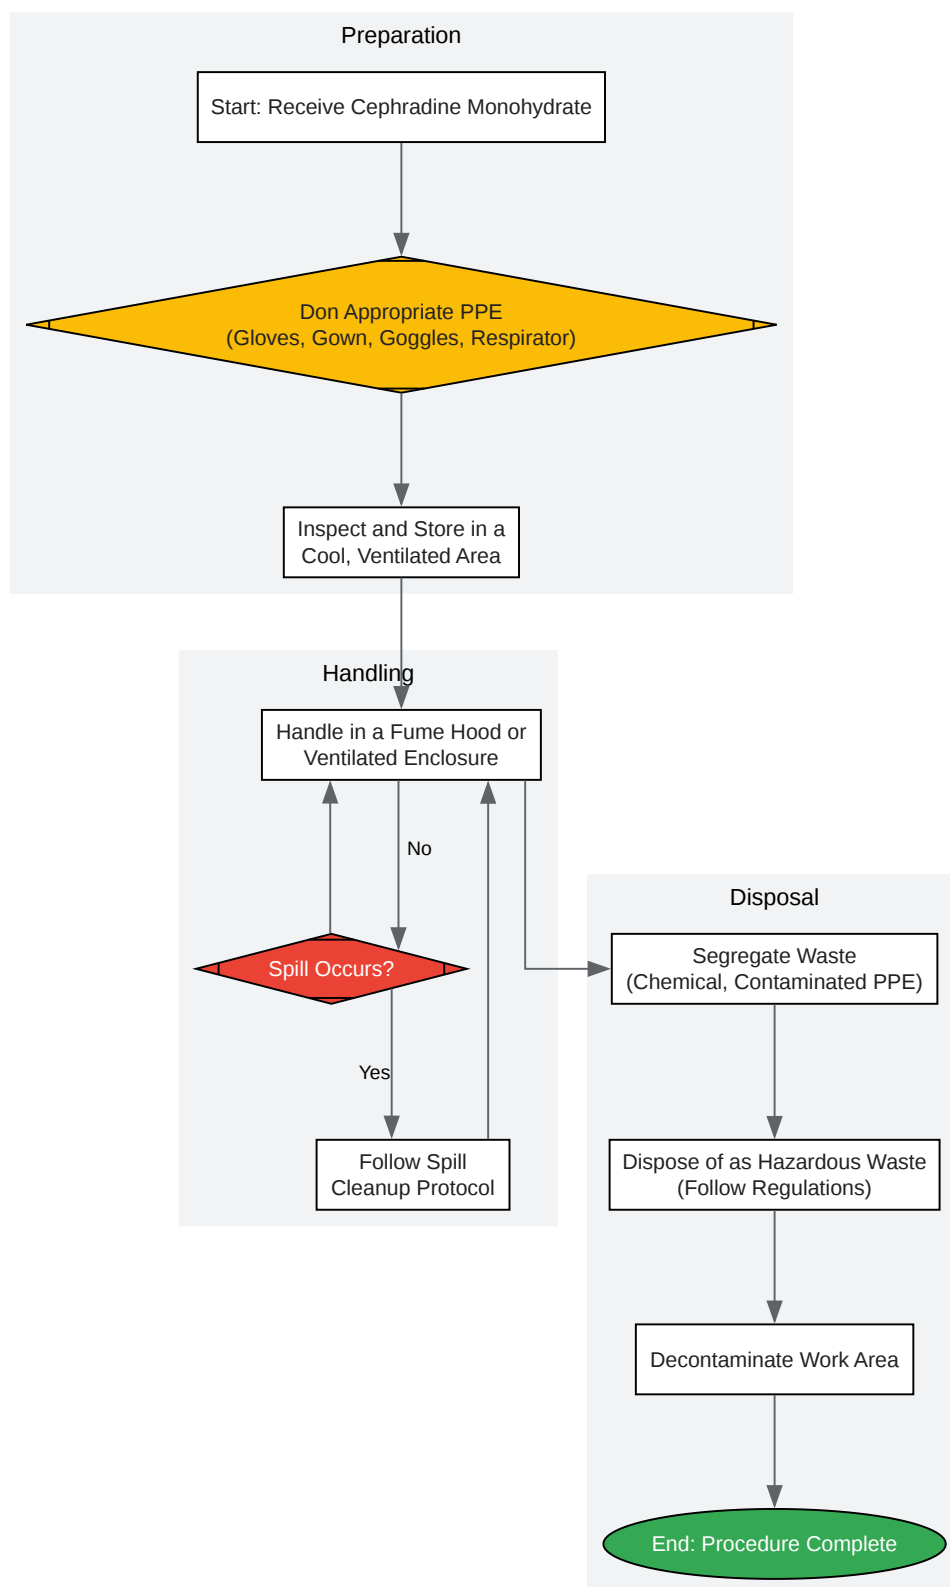 Preparation
Start: Receive Cephradine Monohydrate
Don Appropriate PPE
(Gloves, Gown, Goggles, Respirator)
Inspect and Store in a
Cool, Ventilated Area
Handling
Handle in a Fume Hood or
Ventilated Enclosure
No
Spill Occurs?
Yes
Follow Spill
Cleanup Protocol
Disposal
Segregate Waste
(Chemical, Contaminated PPE)
Dispose of as Hazardous Waste
(Follow Regulations)
Decontaminate Work Area
End: Procedure Complete